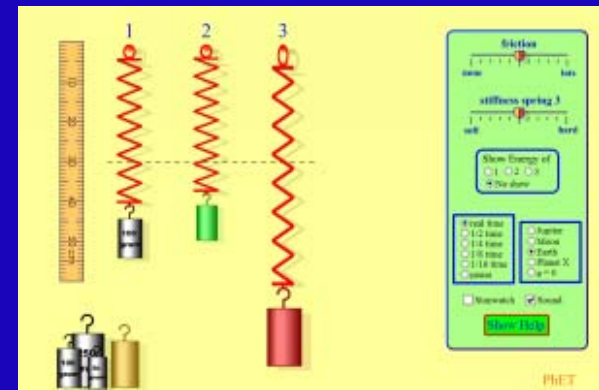 1 2 3
friction
none lots
stiffness spring 3
soft hard
Show Energy of
1 2 3
No show
real time
1/2 time
1/4 time
1/8 time
1/16 time
Jupiter
Moon
Earth
Planet X
g = 0
Stopwatch Sound
Show Help
100
gram
PhET